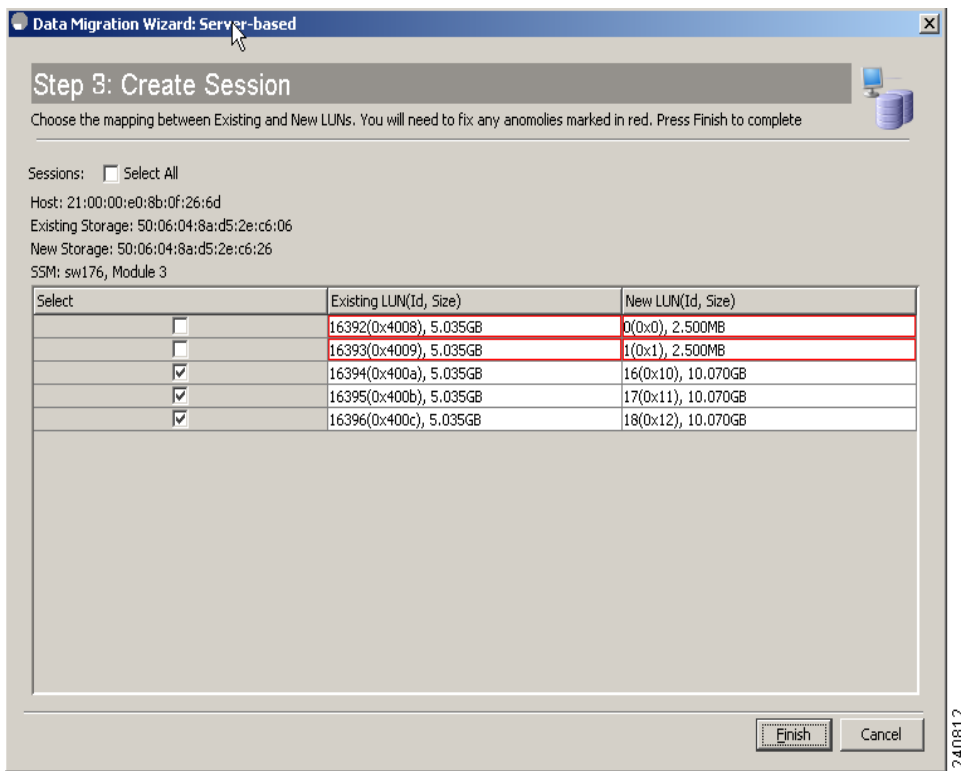 Data Migration Wizard: Server-based
Step 3: Create Session
Choose the mapping between Existing and New LUNs. You will need to fix any anomolies marked in red. Press Finish to complete
Sessions: Select All
Host: 21:00:00:e0:8b:0f:26:6d
Existing Storage: 50:06:04:8a:d5:2e:c6:06
New Storage: 50:06:04:8a:d5:2e:c6:26
SSM: sw176, Module 3
Select Existing LUN(Id, Size) New LUN(Id, Size)
16392(0x4008), 5.035GB 0(0x0), 2.500MB
16393(0x4009), 5.035GB 1(0x1), 2.500MB
16394(0x400a), 5.035GB 16(0x10), 10.070GB
16395(0x400b), 5.035GB 17(0x11), 10.070GB
16396(0x400c), 5.035GB 18(0x12), 10.070GB
Finish Cancel
240812